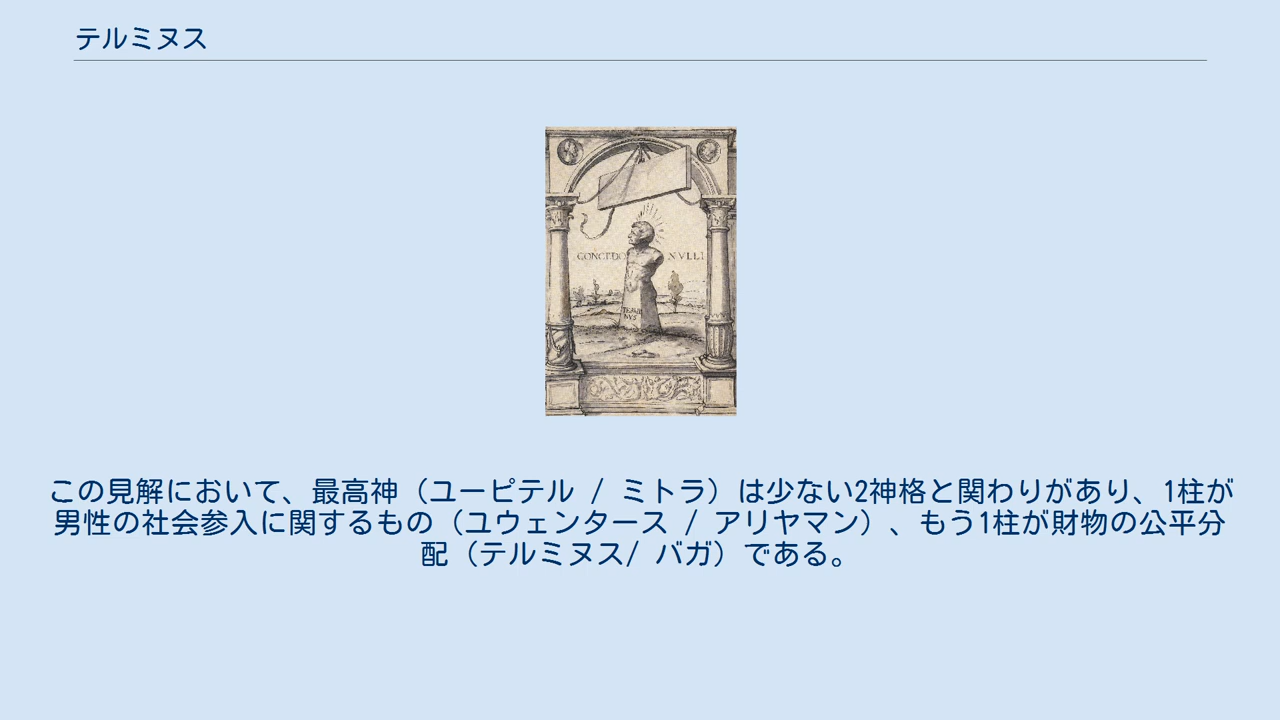 テルミヌス
CONCEDO NVLLI
TERMI
NVS
この見解において、最高神（ユーピテル / ミトラ）は少ない2神格と関わりがあり、1柱が
男性の社会参入に関するもの（ユウェンタース / アリヤマン）、もう1柱が財物の公平分
配（テルミヌス/ バガ）である。